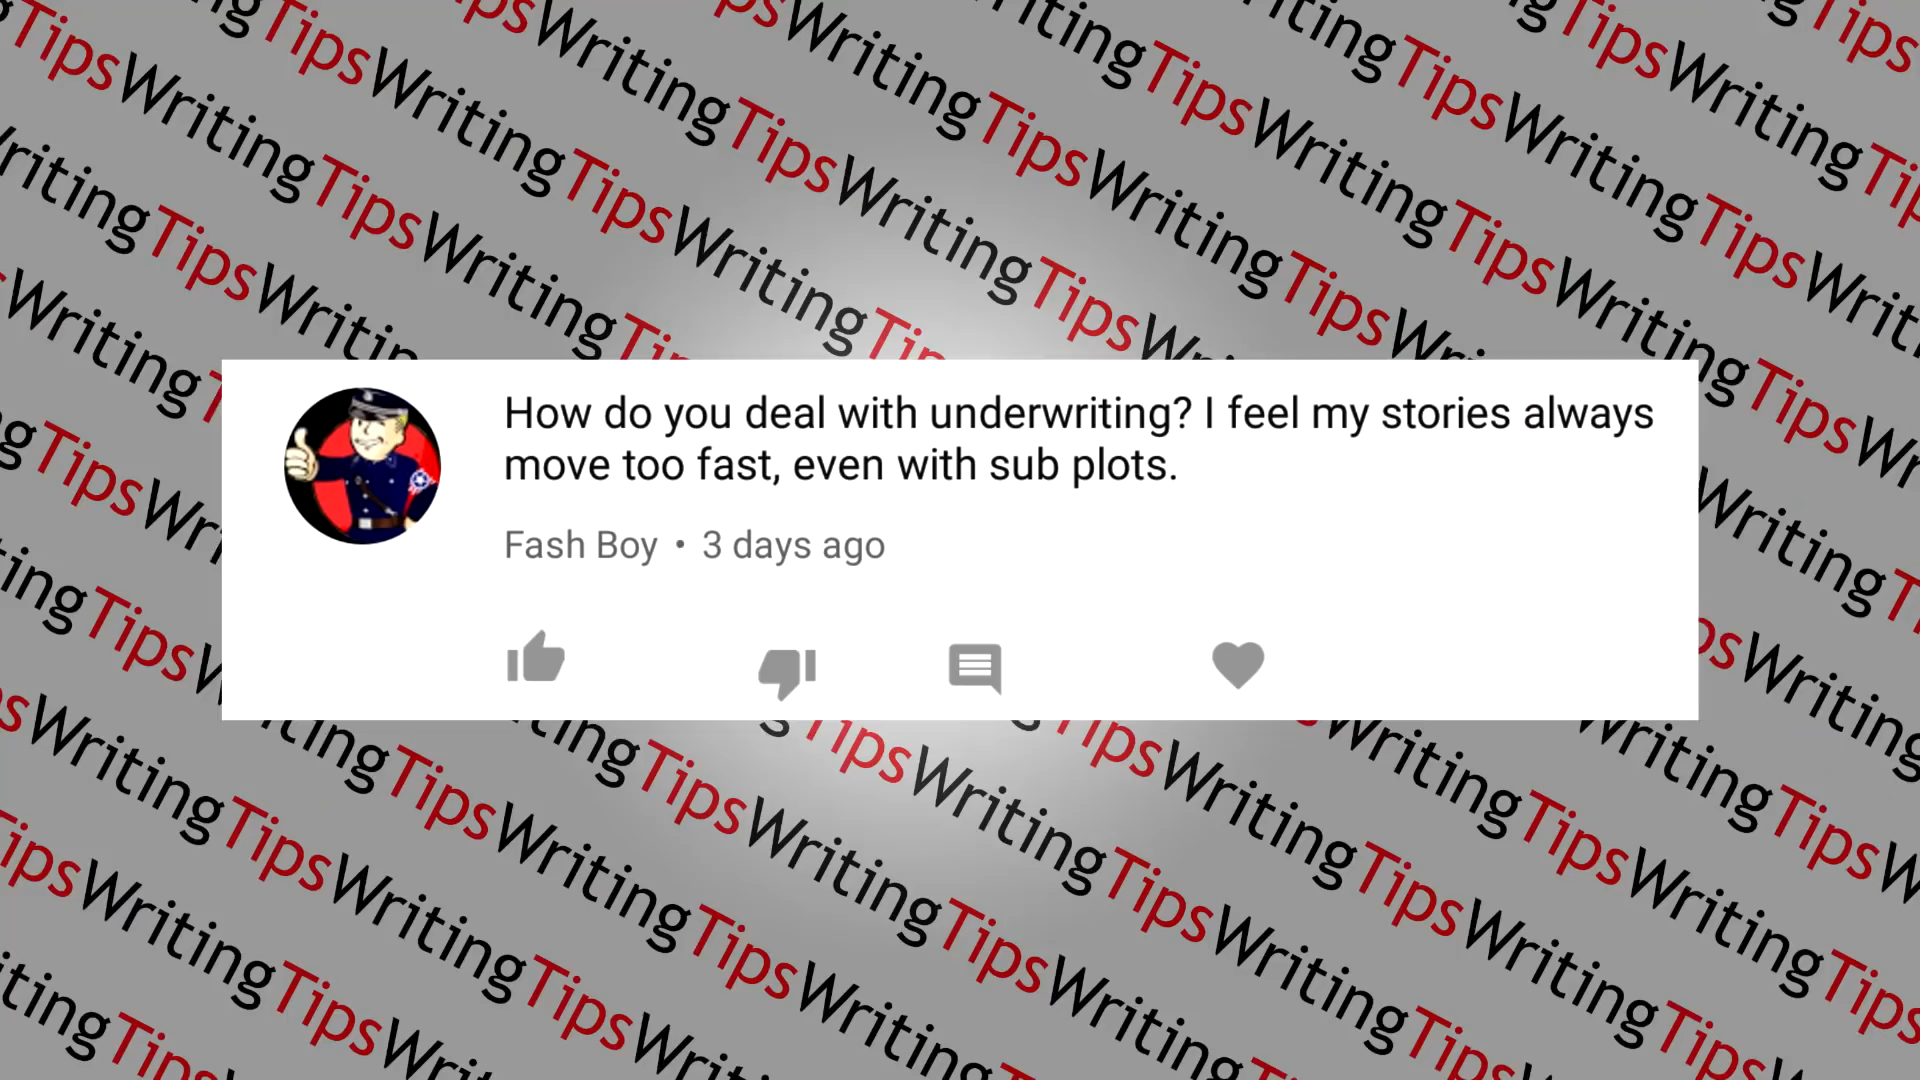 How do you deal with underwriting? I feel my stories always
move too fast, even with sub plots.
Fash Boy • 3 days ago
TipsWritingTipsWritingTipsWritingTipsWriting